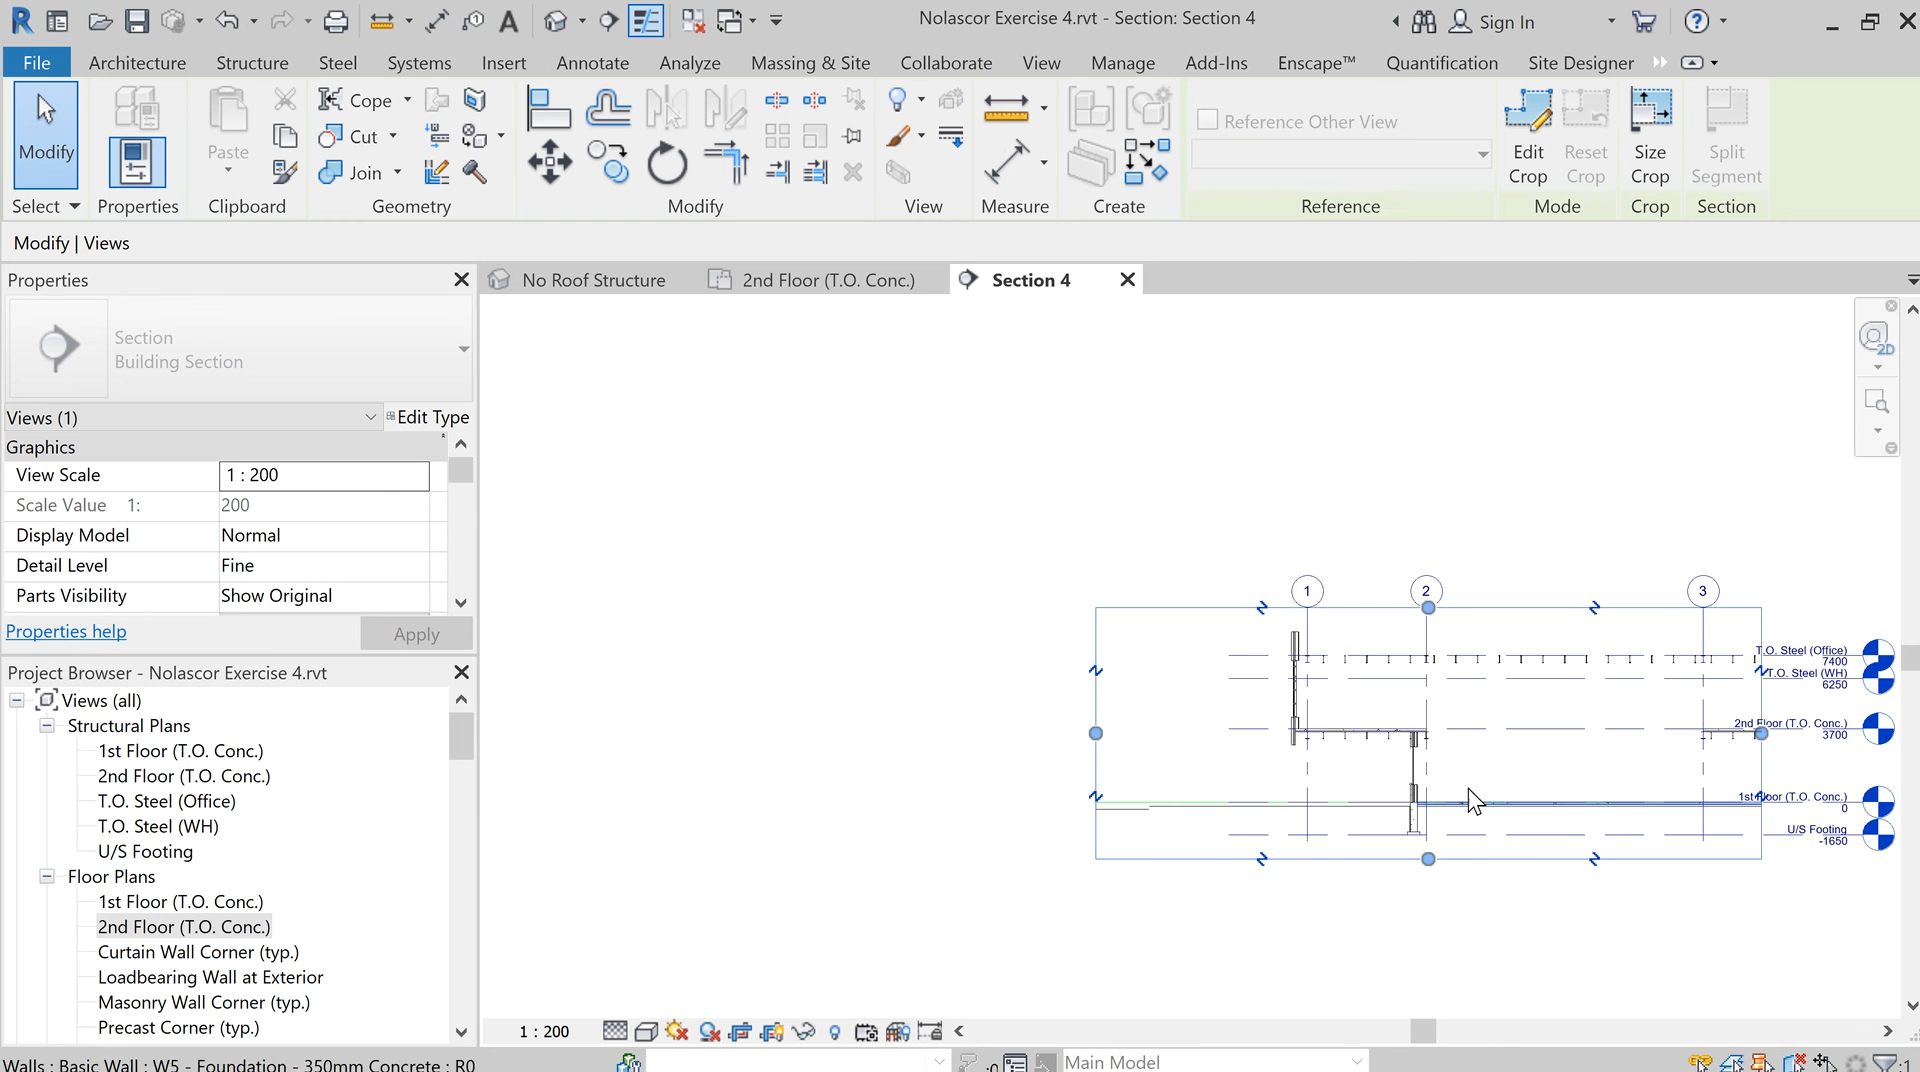 Nolascor Exercise 4.rvt - Section: Section 4
Sign In
File Architecture Structure Steel Systems Insert Annotate Analyze Massing & Site Collaborate View Manage Add-Ins Enscape™ Quantification Site Designer
Modify
Paste
Cope
Cut
Join
Reference Other View
Edit Crop
Reset Crop
Size Crop
Split Segment
Select Properties Clipboard Geometry Modify View Measure Create Reference Mode Crop Section
Modify | Views
Properties
No Roof Structure
2nd Floor (T.O. Conc.)
Section 4
2D
Section
Building Section
Views (1)
Edit Type
Graphics
View Scale 1 : 200
Scale Value 1: 200
Display Model Normal
Detail Level Fine
Parts Visibility Show Original
Properties help
Apply
Project Browser - Nolascor Exercise 4.rvt
Views (all)
Structural Plans
1st Floor (T.O. Conc.)
2nd Floor (T.O. Conc.)
T.O. Steel (Office)
T.O. Steel (WH)
U/S Footing
Floor Plans
1st Floor (T.O. Conc.)
2nd Floor (T.O. Conc.)
Curtain Wall Corner (typ.)
Loadbearing Wall at Exterior
Masonry Wall Corner (typ.)
Precast Corner (typ.)
1 2 3
T.O. Steel (Office)
7400
T.O. Steel (WH)
6250
2nd Floor (T.O. Conc.)
3700
1st Floor (T.O. Conc.)
0
U/S Footing
-1650
1 : 200
Walls : Basic Wall : W5 - Foundation - 350mm Concrete : R0
:0
Main Model
:1